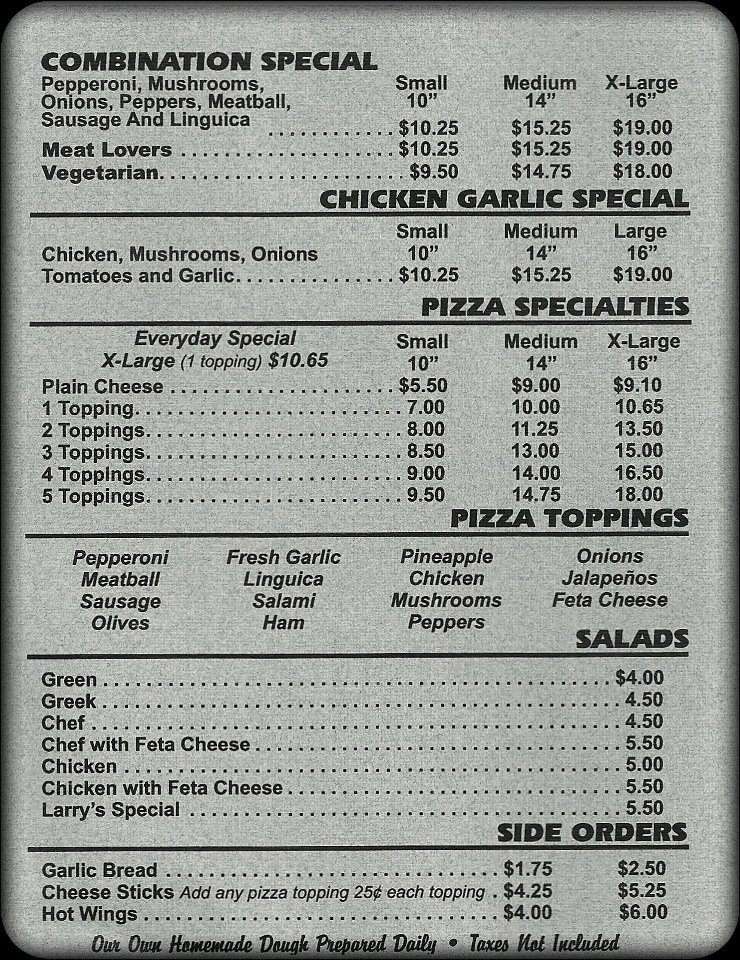 COMBINATION SPECIAL
Pepperoni, Mushrooms, Small Medium X-Large
Onions, Peppers, Meatball, 10" 14" 16"
Sausage And Linguica
............ $10.25 $15.25 $19.00
Meat Lovers .................... $10.25 $15.25 $19.00
Vegetarian...................... $9.50 $14.75 $18.00
CHICKEN GARLIC SPECIAL
Small Medium Large
Chicken, Mushrooms, Onions 10" 14" 16"
Tomatoes and Garlic............... $10.25 $15.25 $19.00
PIZZA SPECIALTIES
Everyday Special Small Medium X-Large
X-Large (1 topping) $10.65 10" 14" 16"
Plain Cheese ..................... $5.50 $9.00 $9.10
1 Topping......................... 7.00 10.00 10.65
2 Toppings........................ 8.00 11.25 13.50
3 Toppings........................ 8.50 13.00 15.00
4 Toppings........................ 9.00 14.00 16.50
5 Toppings........................ 9.50 14.75 18.00
PIZZA TOPPINGS
Pepperoni Fresh Garlic Pineapple Onions
Meatball Linguica Chicken Jalapeños
Sausage Salami Mushrooms Feta Cheese
Olives Ham Peppers
SALADS
Green ............................................... $4.00
Greek ................................................ 4.50
Chef ................................................. 4.50
Chef with Feta Cheese .................................. 5.50
Chicken .............................................. 5.00
Chicken with Feta Cheese ............................... 5.50
Larry's Special ........................................ 5.50
SIDE ORDERS
Garlic Bread ............................... $1.75 $2.50
Cheese Sticks Add any pizza topping 25¢ each topping . $4.25 $5.25
Hot Wings ................................. $4.00 $6.00
Our Own Homemade Dough Prepared Daily • Taxes Not Included